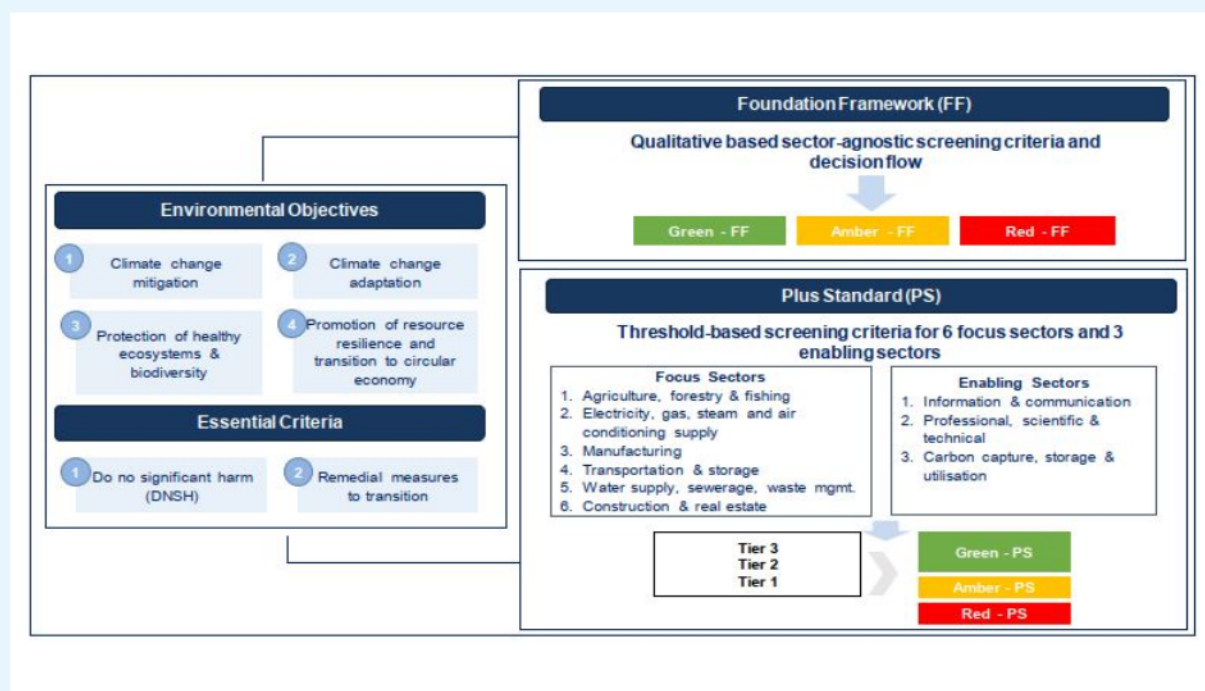 Foundation Framework (FF)
Qualitative based sector-agnostic screening criteria and
decision flow
Green - FF
Amber - FF
Red - FF
Environmental Objectives
1
Climate change
mitigation
2
Climate change
adaptation
3
Protection of healthy
ecosystems &
biodiversity
4
Promotion of resource
resilience and
transition to circular
economy
Essential Criteria
1
Do no significant harm
(DNSH)
2
Remedial measures
to transition
Plus Standard (PS)
Threshold-based screening criteria for 6 focus sectors and 3
enabling sectors
Focus Sectors
1. Agriculture, forestry & fishing
2. Electricity, gas, steam and air
conditioning supply
3. Manufacturing
4. Transportation & storage
5. Water supply, sewerage, waste mgmt.
6. Construction & real estate
Enabling Sectors
1. Information & communication
2. Professional, scientific &
technical
3. Carbon capture, storage &
utilisation
Tier 3
Tier 2
Tier 1
Green - PS
Amber - PS
Red - PS